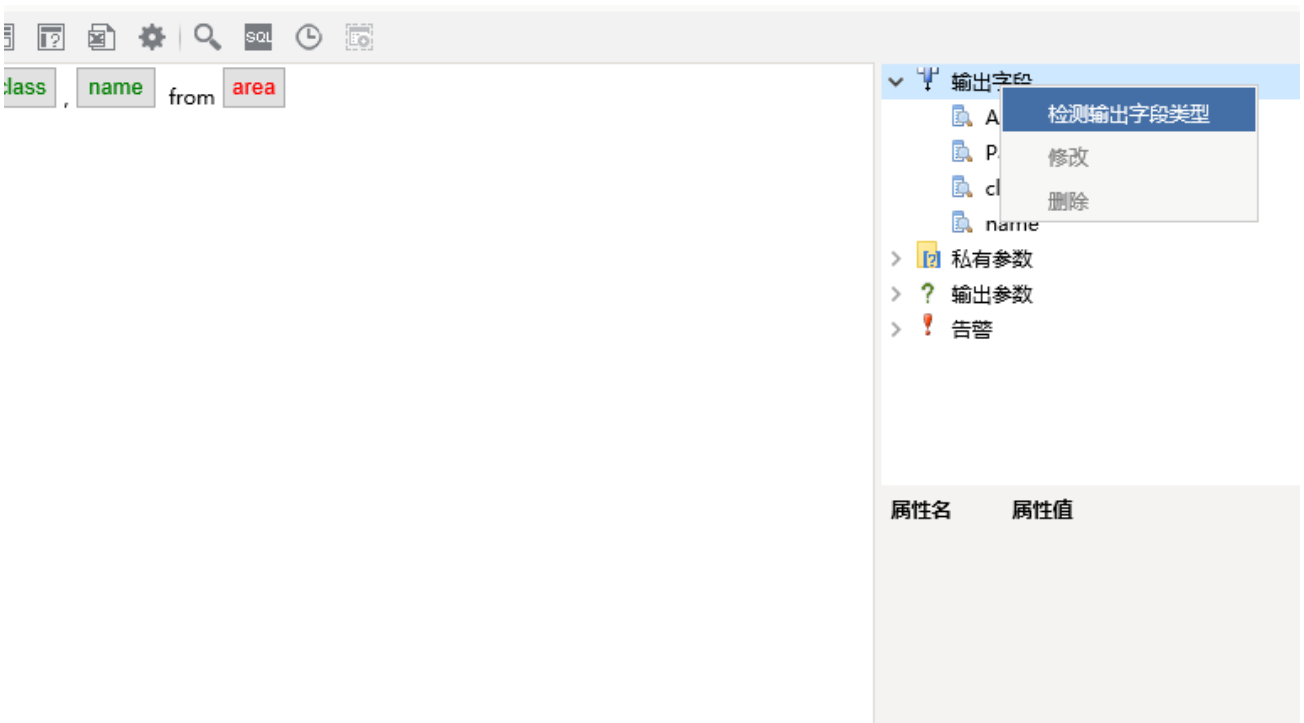 SQL
class , name from area
输出字段
检测输出字段类型
修改
删除
name
私有参数
输出参数
告警
属性名 属性值